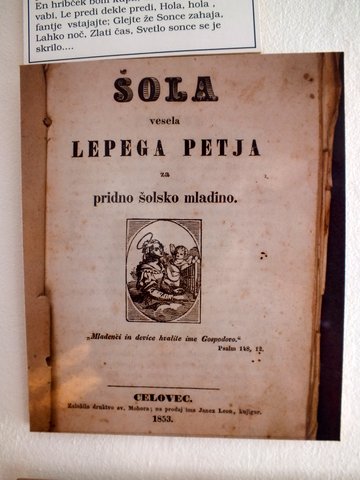 En hribček bom kupil,
vabi, Le predi dekle predi, Hola, hola ,
fantje vstajajte; Glejte že Sonce zahaja,
Lahko noč, Zlati čas, Svetlo sonce se je
skrilo....
ŠOLA
vesela
LEPEGA PETJA
za
pridno šolsko mladino.
„Mladenči in device hvalite ime Gospodovo.“
Psalm 148, 12.
CELOVEC.
Založilo družtvo sv. Mohora; na prodaj ima Janez Leon, knjigar.
1853.